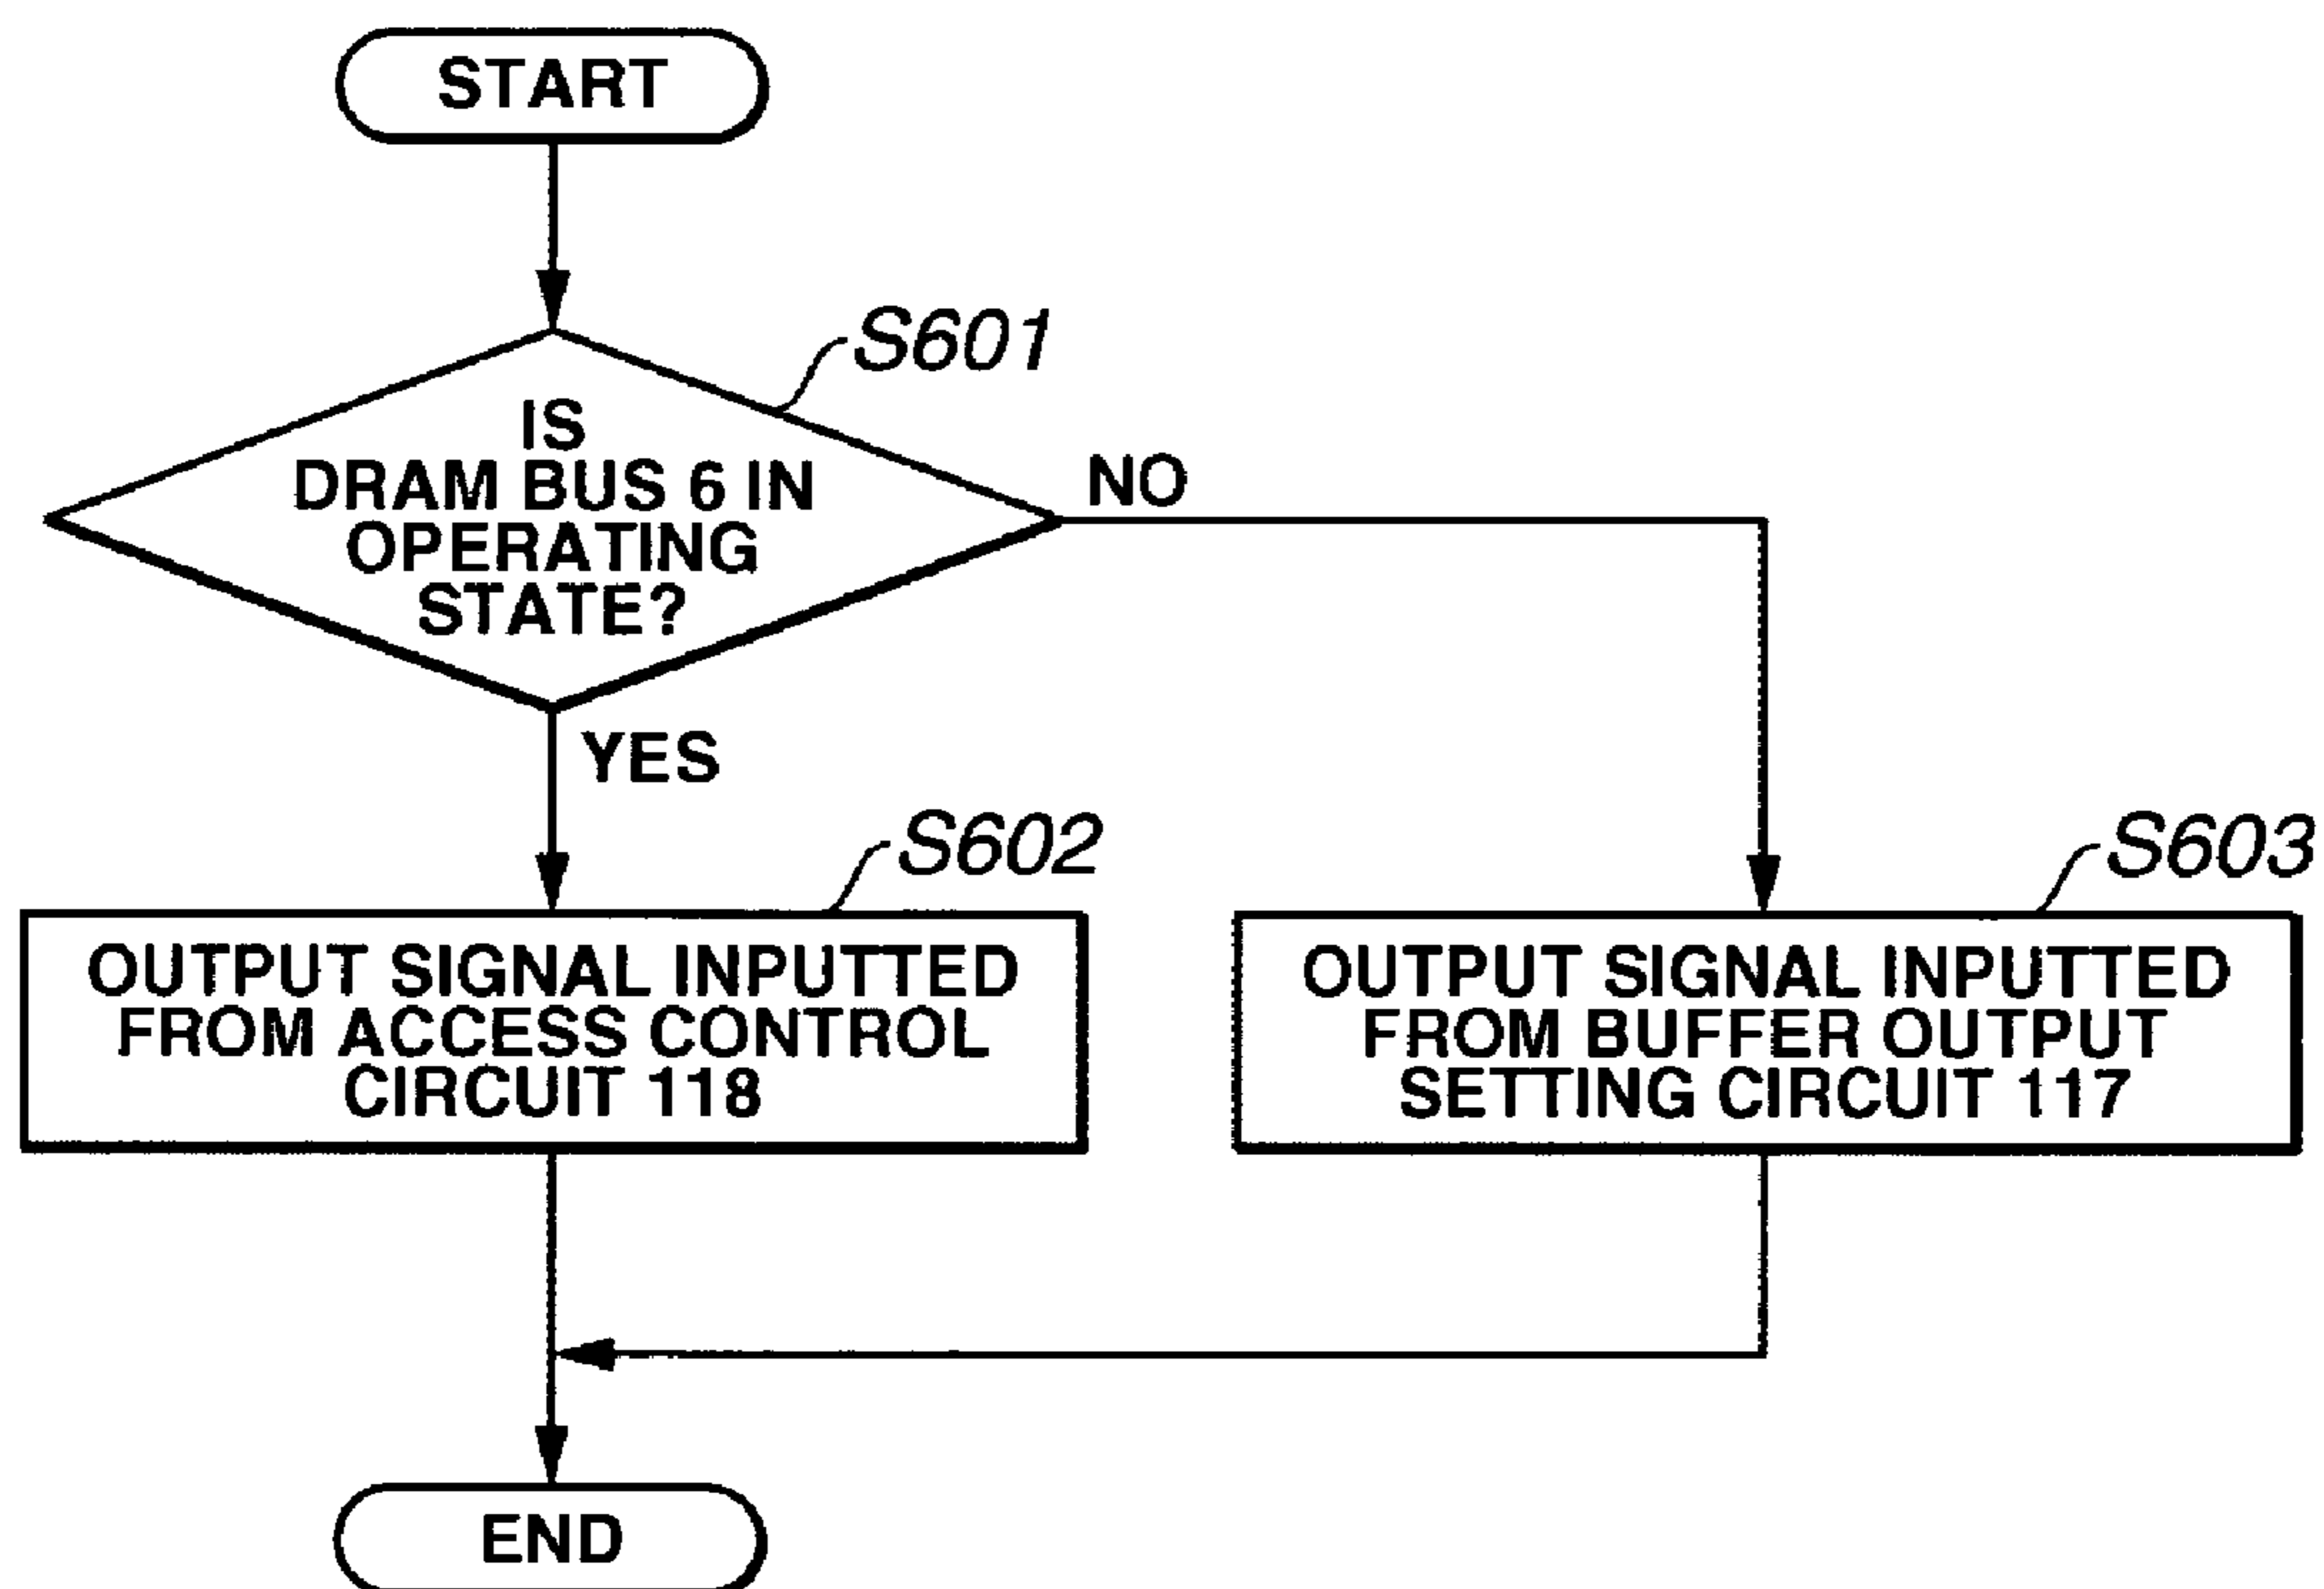 START
S601
IS
DRAM BUS 6 IN
OPERATING
STATE?
NO
YES
S602
OUTPUT SIGNAL INPUTTED
FROM ACCESS CONTROL
CIRCUIT 118
S603
OUTPUT SIGNAL INPUTTED
FROM BUFFER OUTPUT
SETTING CIRCUIT 117
END